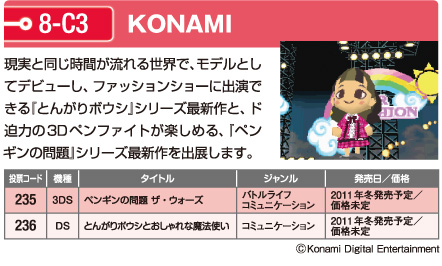 8-C3 KONAMI
現実と同じ時間が流れる世界で、モデルとし
てデビューし、ファッションショーに出演で
きる『とんがりボウシ』シリーズ最新作と、ド
迫力の3Dペンファイトが楽しめる、『ペン
ギンの問題』シリーズ最新作を出展します。
投票コード 機種 タイトル ジャンル 発売日／価格
235 3DS ペンギンの問題 ザ・ウォーズ バトルライフ コミュニケーション 2011年冬発売予定／ 価格未定
236 DS とんがりボウシとおしゃれな魔法使い コミュニケーション 2011年冬発売予定／ 価格未定
©Konami Digital Entertainment